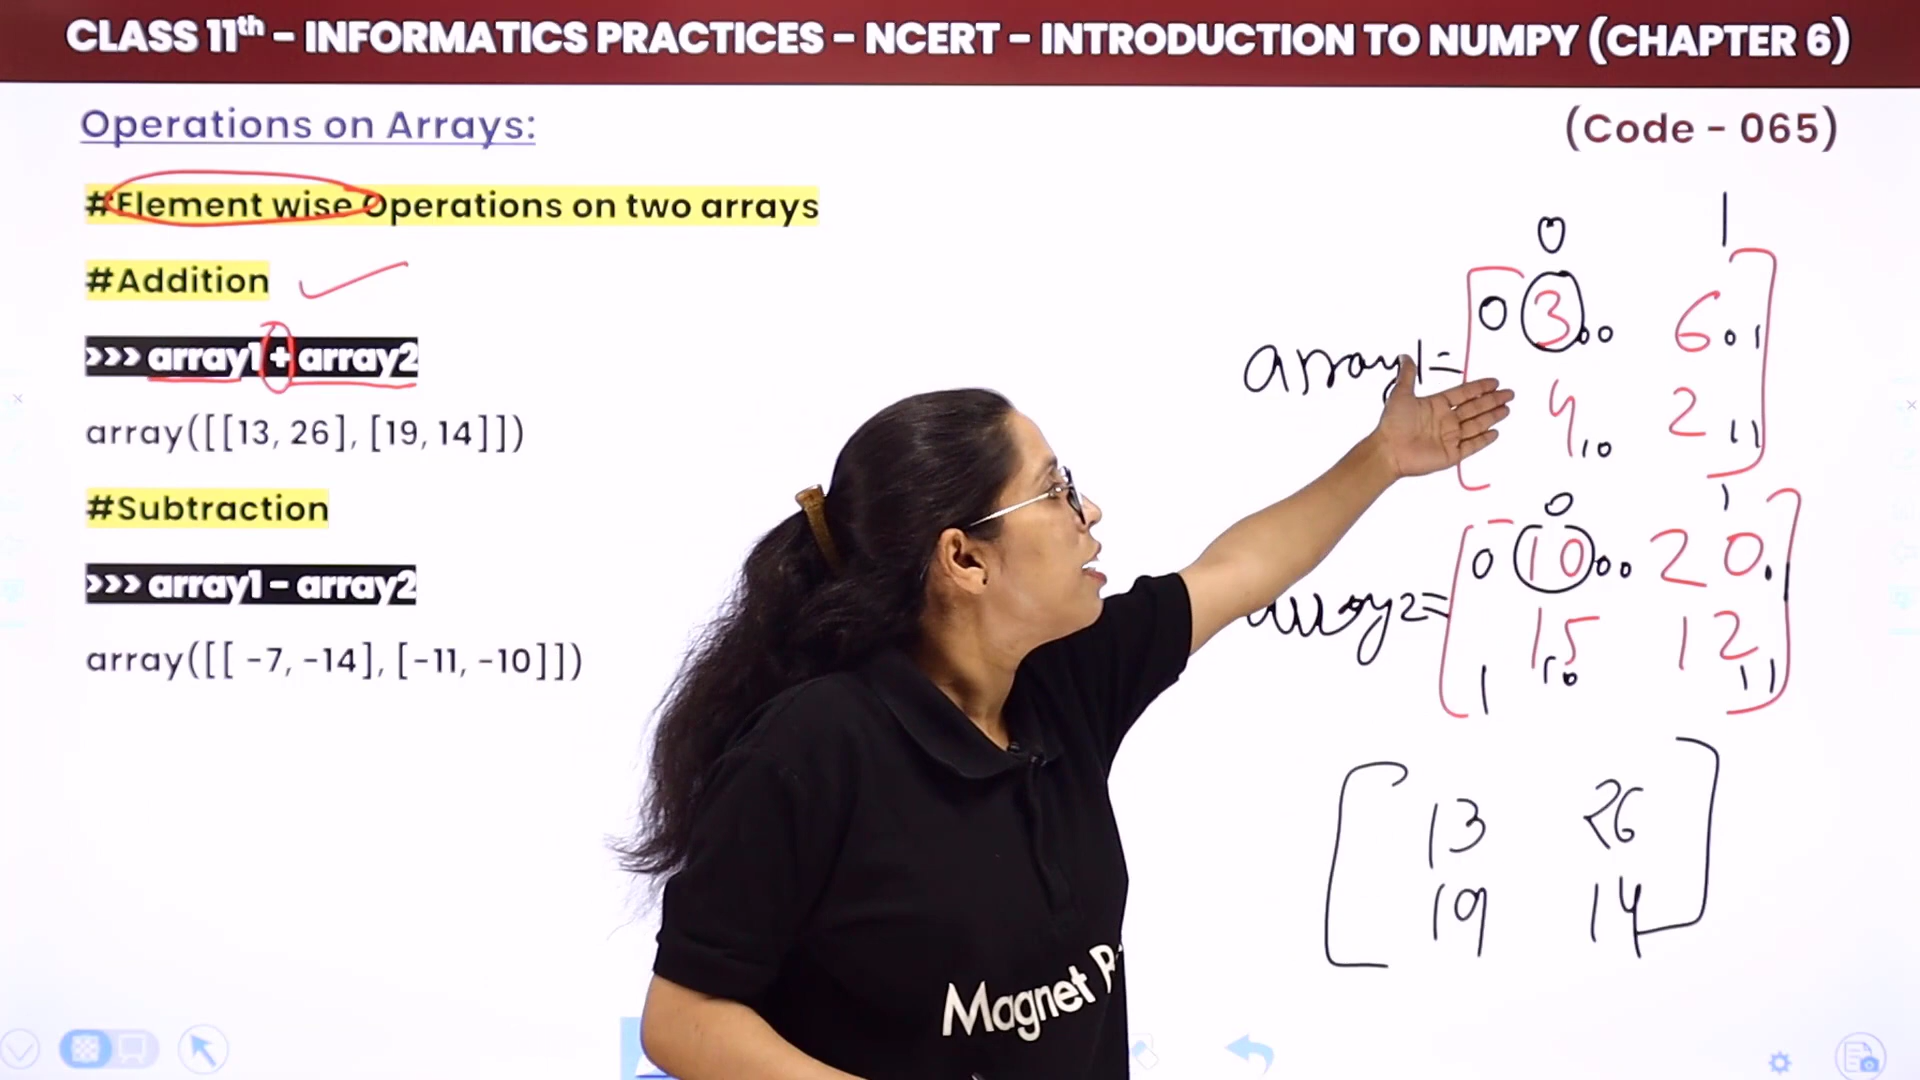 CLASS 11th - INFORMATICS PRACTICES - NCERT - INTRODUCTION TO NUMPY (CHAPTER 6)
Operations on Arrays:
(Code - 065)
#Element wise Operations on two arrays
#Addition
>>> array1 + array2
array([[13, 26], [19, 14]])
#Subtraction
>>> array1 - array2
array([[ -7, -14], [-11, -10]])
0 1
array1=
0 3 00 6 01
4 10 2 11
0 1
array2=
0 10 00 20
1 15 10 12 11
13 26
19 14
Magnet